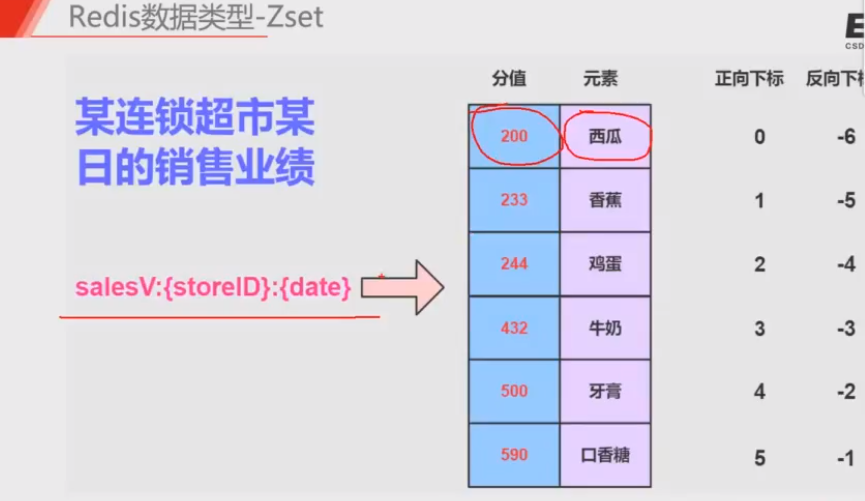 Redis数据类型-Zset
CSD
某连锁超市某
日的销售业绩
salesV:{storeID}:{date}
分值 元素 正向下标 反向下
200 西瓜 0 -6
233 香蕉 1 -5
244 鸡蛋 2 -4
432 牛奶 3 -3
500 牙膏 4 -2
590 口香糖 5 -1